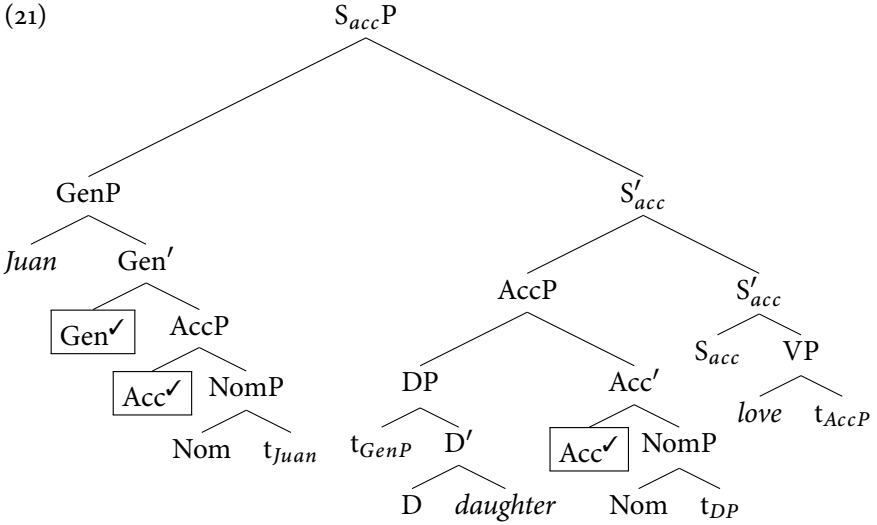 (21) S_accP
GenP S′_acc
Juan Gen′ AccP S′_acc
Gen✓ AccP DP Acc′ S_acc VP
Acc✓ NomP t_GenP D′ Acc✓ NomP love t_AccP
Nom t_Juan D daughter Nom t_DP